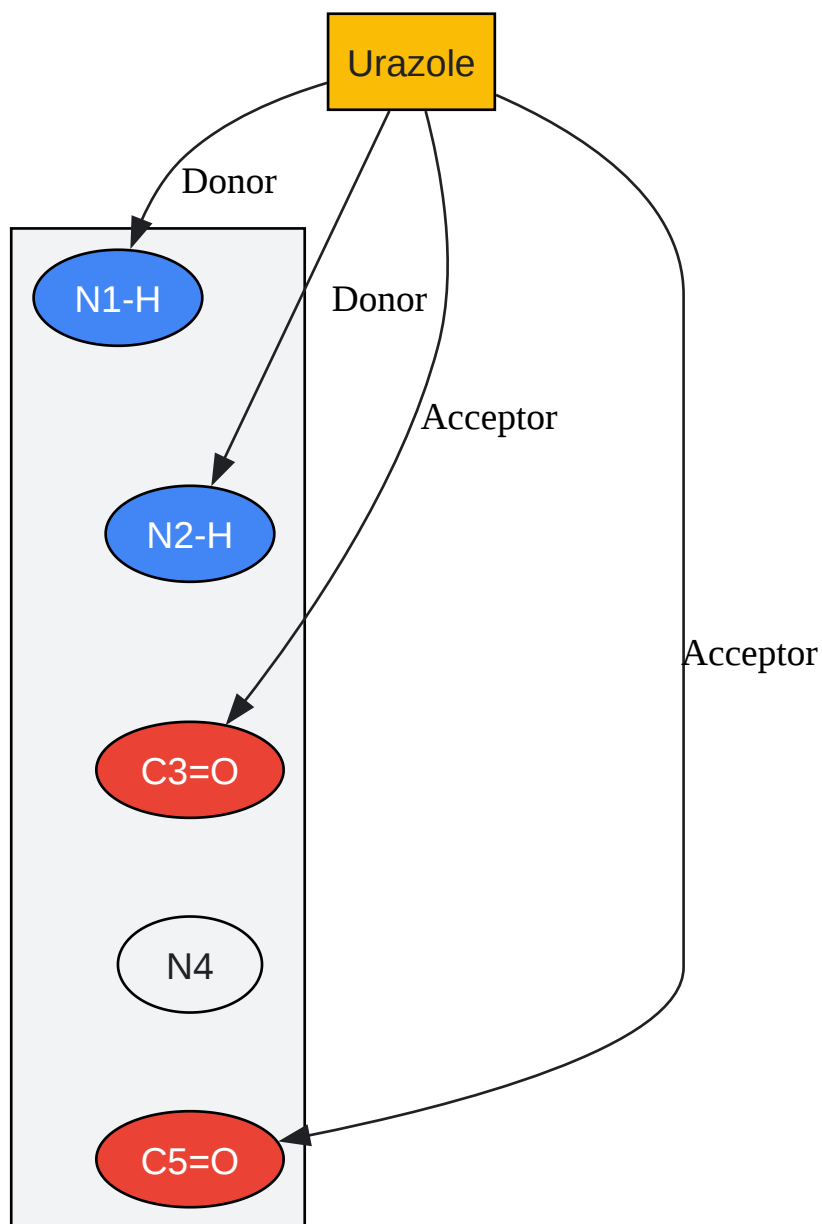 Urazole
Donor
N1-H
Donor
Acceptor
N2-H
Acceptor
C3=O
N4
C5=O